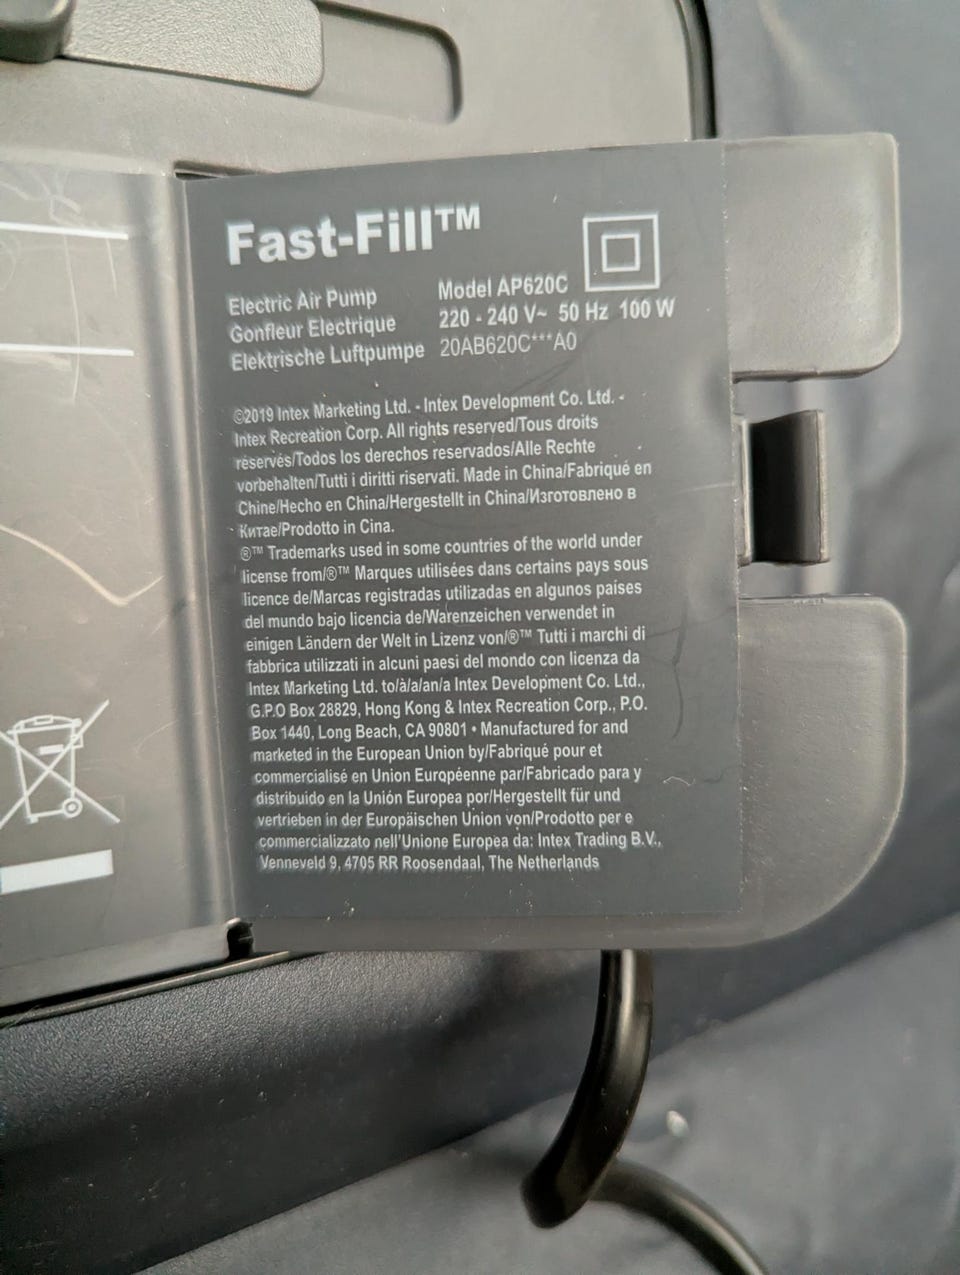 Fast-Fill™
Electric Air Pump
Gonfleur Electrique
Elektrische Luftpumpe
Model AP620C
220 - 240 V~ 50 Hz 100 W
20AB620C***A0
©2019 Intex Marketing Ltd. - Intex Development Co. Ltd. -
Intex Recreation Corp. All rights reserved/Tous droits
réservés/Todos los derechos reservados/Alle Rechte
vorbehalten/Tutti i diritti riservati. Made in China/Fabriqué en
Chine/Hecho en China/Hergestellt in China/Изготовлено в
Китае/Prodotto in Cina.
®™ Trademarks used in some countries of the world under
license from/®™ Marques utilisées dans certains pays sous
licence de/Marcas registradas utilizadas en algunos países
del mundo bajo licencia de/Warenzeichen verwendet in
einigen Ländern der Welt in Lizenz von/®™ Tutti i marchi di
fabbrica utilizzati in alcuni paesi del mondo con licenza da
Intex Marketing Ltd. to/à/a/an/a Intex Development Co. Ltd.,
G.P.O Box 28829, Hong Kong & Intex Recreation Corp., P.O.
Box 1440, Long Beach, CA 90801 • Manufactured for and
marketed in the European Union by/Fabriqué pour et
commercialisé en Union Européenne par/Fabricado para y
distribuido en la Unión Europea por/Hergestellt für und
vertrieben in der Europäischen Union von/Prodotto per e
commercializzato nell'Unione Europea da: Intex Trading B.V.,
Venneveld 9, 4705 RR Roosendaal, The Netherlands